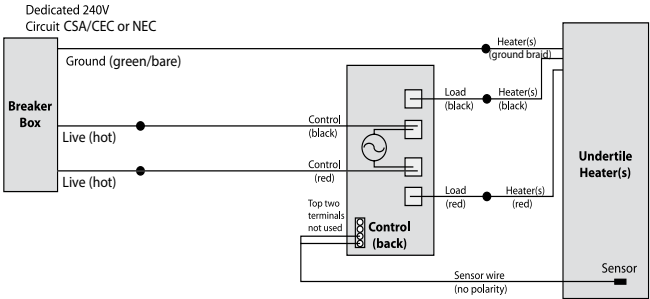 Dedicated 240V
Circuit CSA/CEC or NEC
Ground (green/bare)
Heater(s)
(ground braid)
Breaker
Box
Load
(black)
Heater(s)
(black)
Control
(black)
Live (hot)
Control
(red)
Live (hot)
Undertile
Heater(s)
Load
(red)
Heater(s)
(red)
Top two
terminals
not used
Control
(back)
Sensor
Sensor wire
(no polarity)